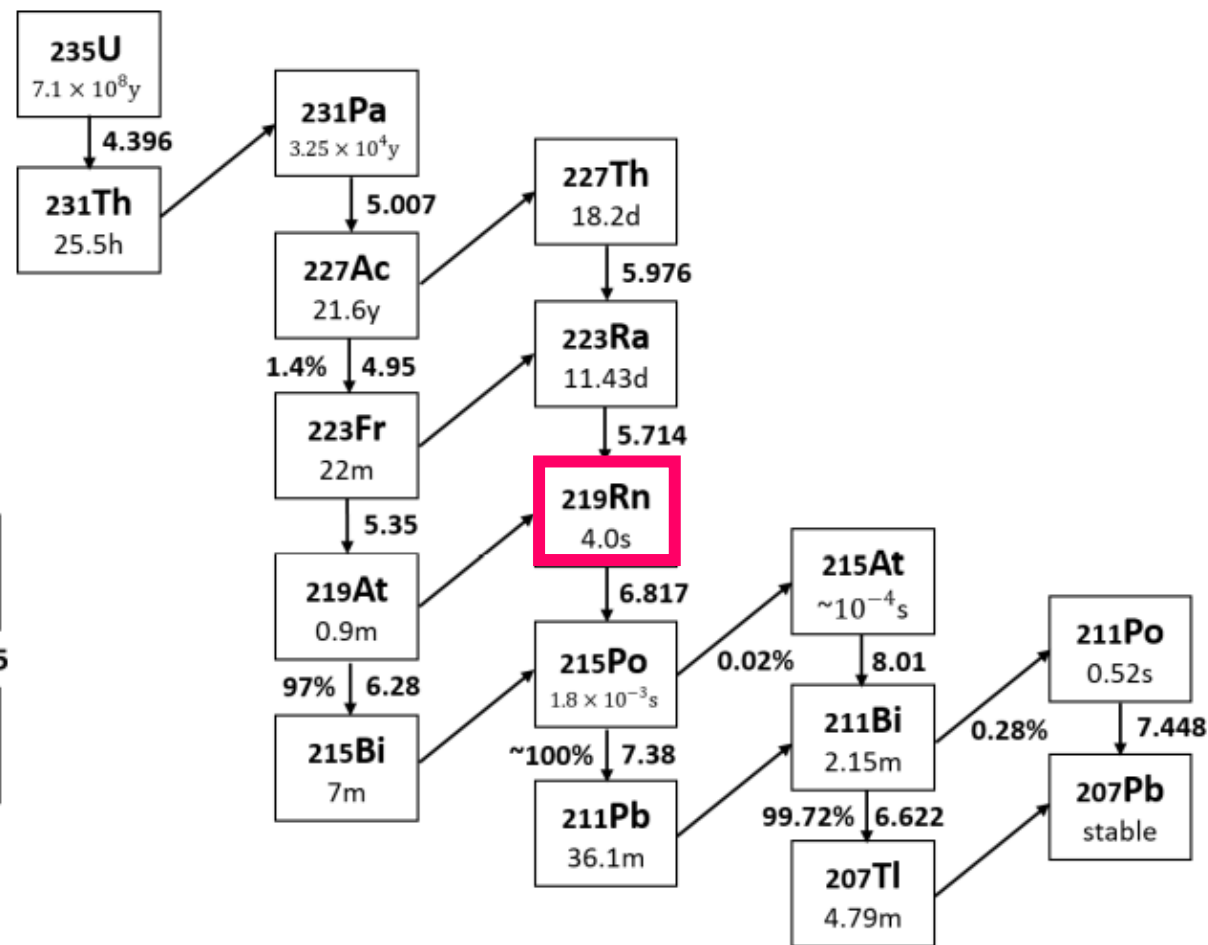 235U
7.1 × 10⁸y
4.396
231Th
25.5h
231Pa
3.25 × 10⁴y
5.007
227Ac
21.6y
1.4% 4.95
223Fr
22m
5.35
219At
0.9m
97% 6.28
215Bi
7m
227Th
18.2d
5.976
223Ra
11.43d
5.714
219Rn
4.0s
6.817
215Po
1.8 × 10⁻³s
0.02%
~100% 7.38
211Pb
36.1m
215At
~10⁻⁴s
8.01
211Bi
2.15m
0.28%
99.72% 6.622
207Tl
4.79m
211Po
0.52s
7.448
207Pb
stable